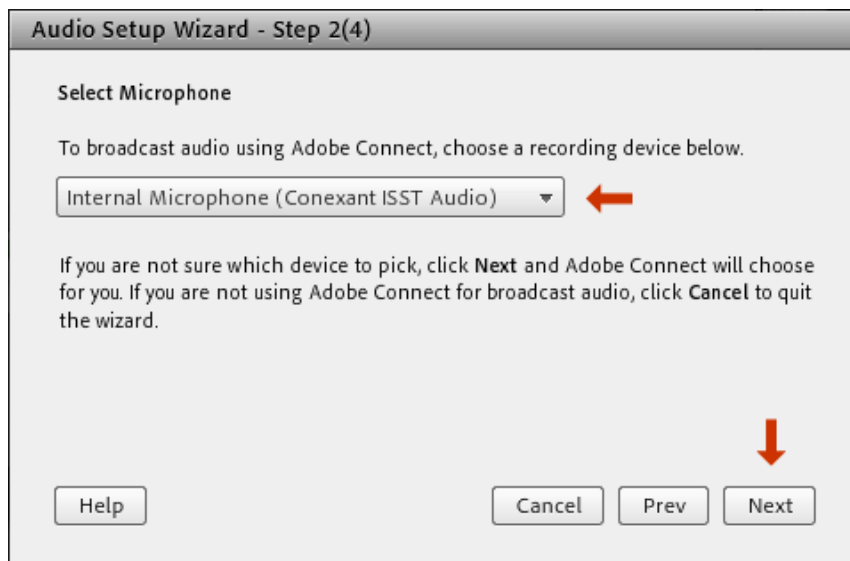 Audio Setup Wizard - Step 2(4)
Select Microphone
To broadcast audio using Adobe Connect, choose a recording device below.
Internal Microphone (Conexant ISST Audio)
If you are not sure which device to pick, click Next and Adobe Connect will choose
for you. If you are not using Adobe Connect for broadcast audio, click Cancel to quit
the wizard.
Help Cancel Prev Next